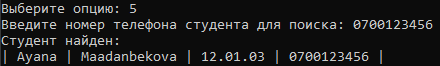 Выберите опцию: 5
Введите номер телефона студента для поиска: 0700123456
Студент найден:
| Ayana | Maadanbekova | 12.01.03 | 0700123456 |